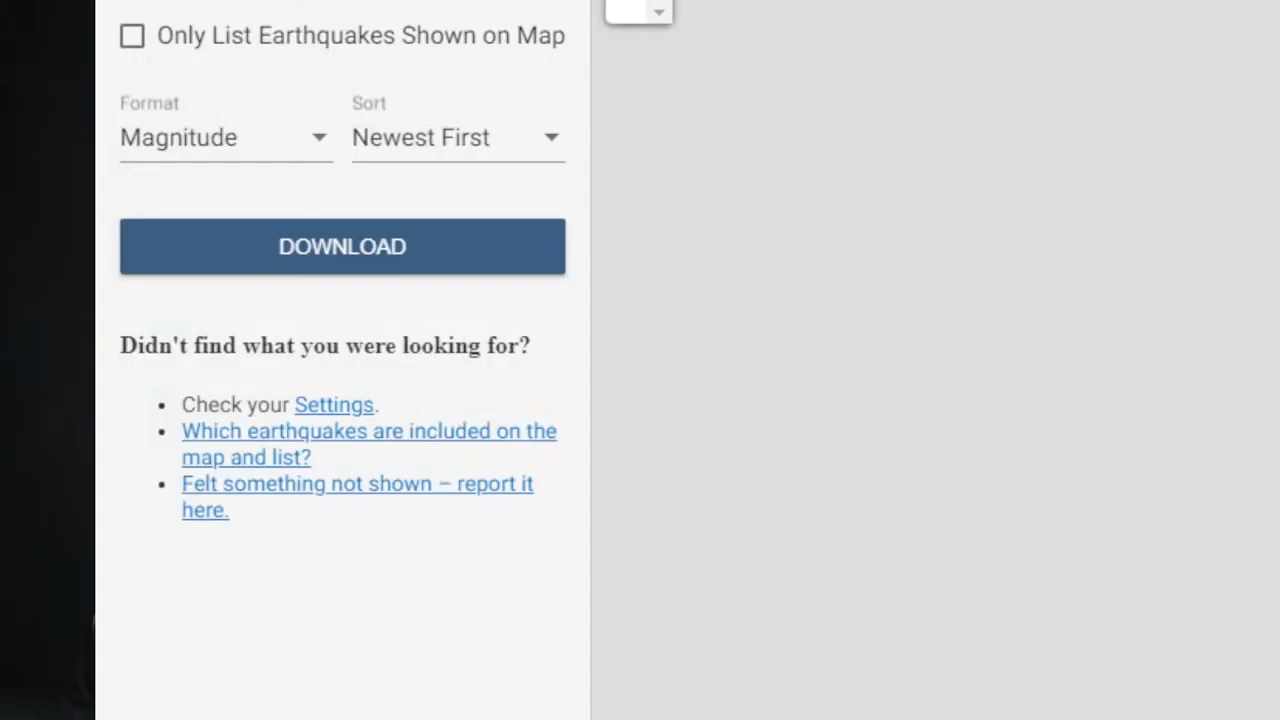 Only List Earthquakes Shown on Map
Format
Sort
Magnitude
Newest First
DOWNLOAD
Didn't find what you were looking for?
Check your Settings.
Which earthquakes are included on the
map and list?
Felt something not shown – report it
here.